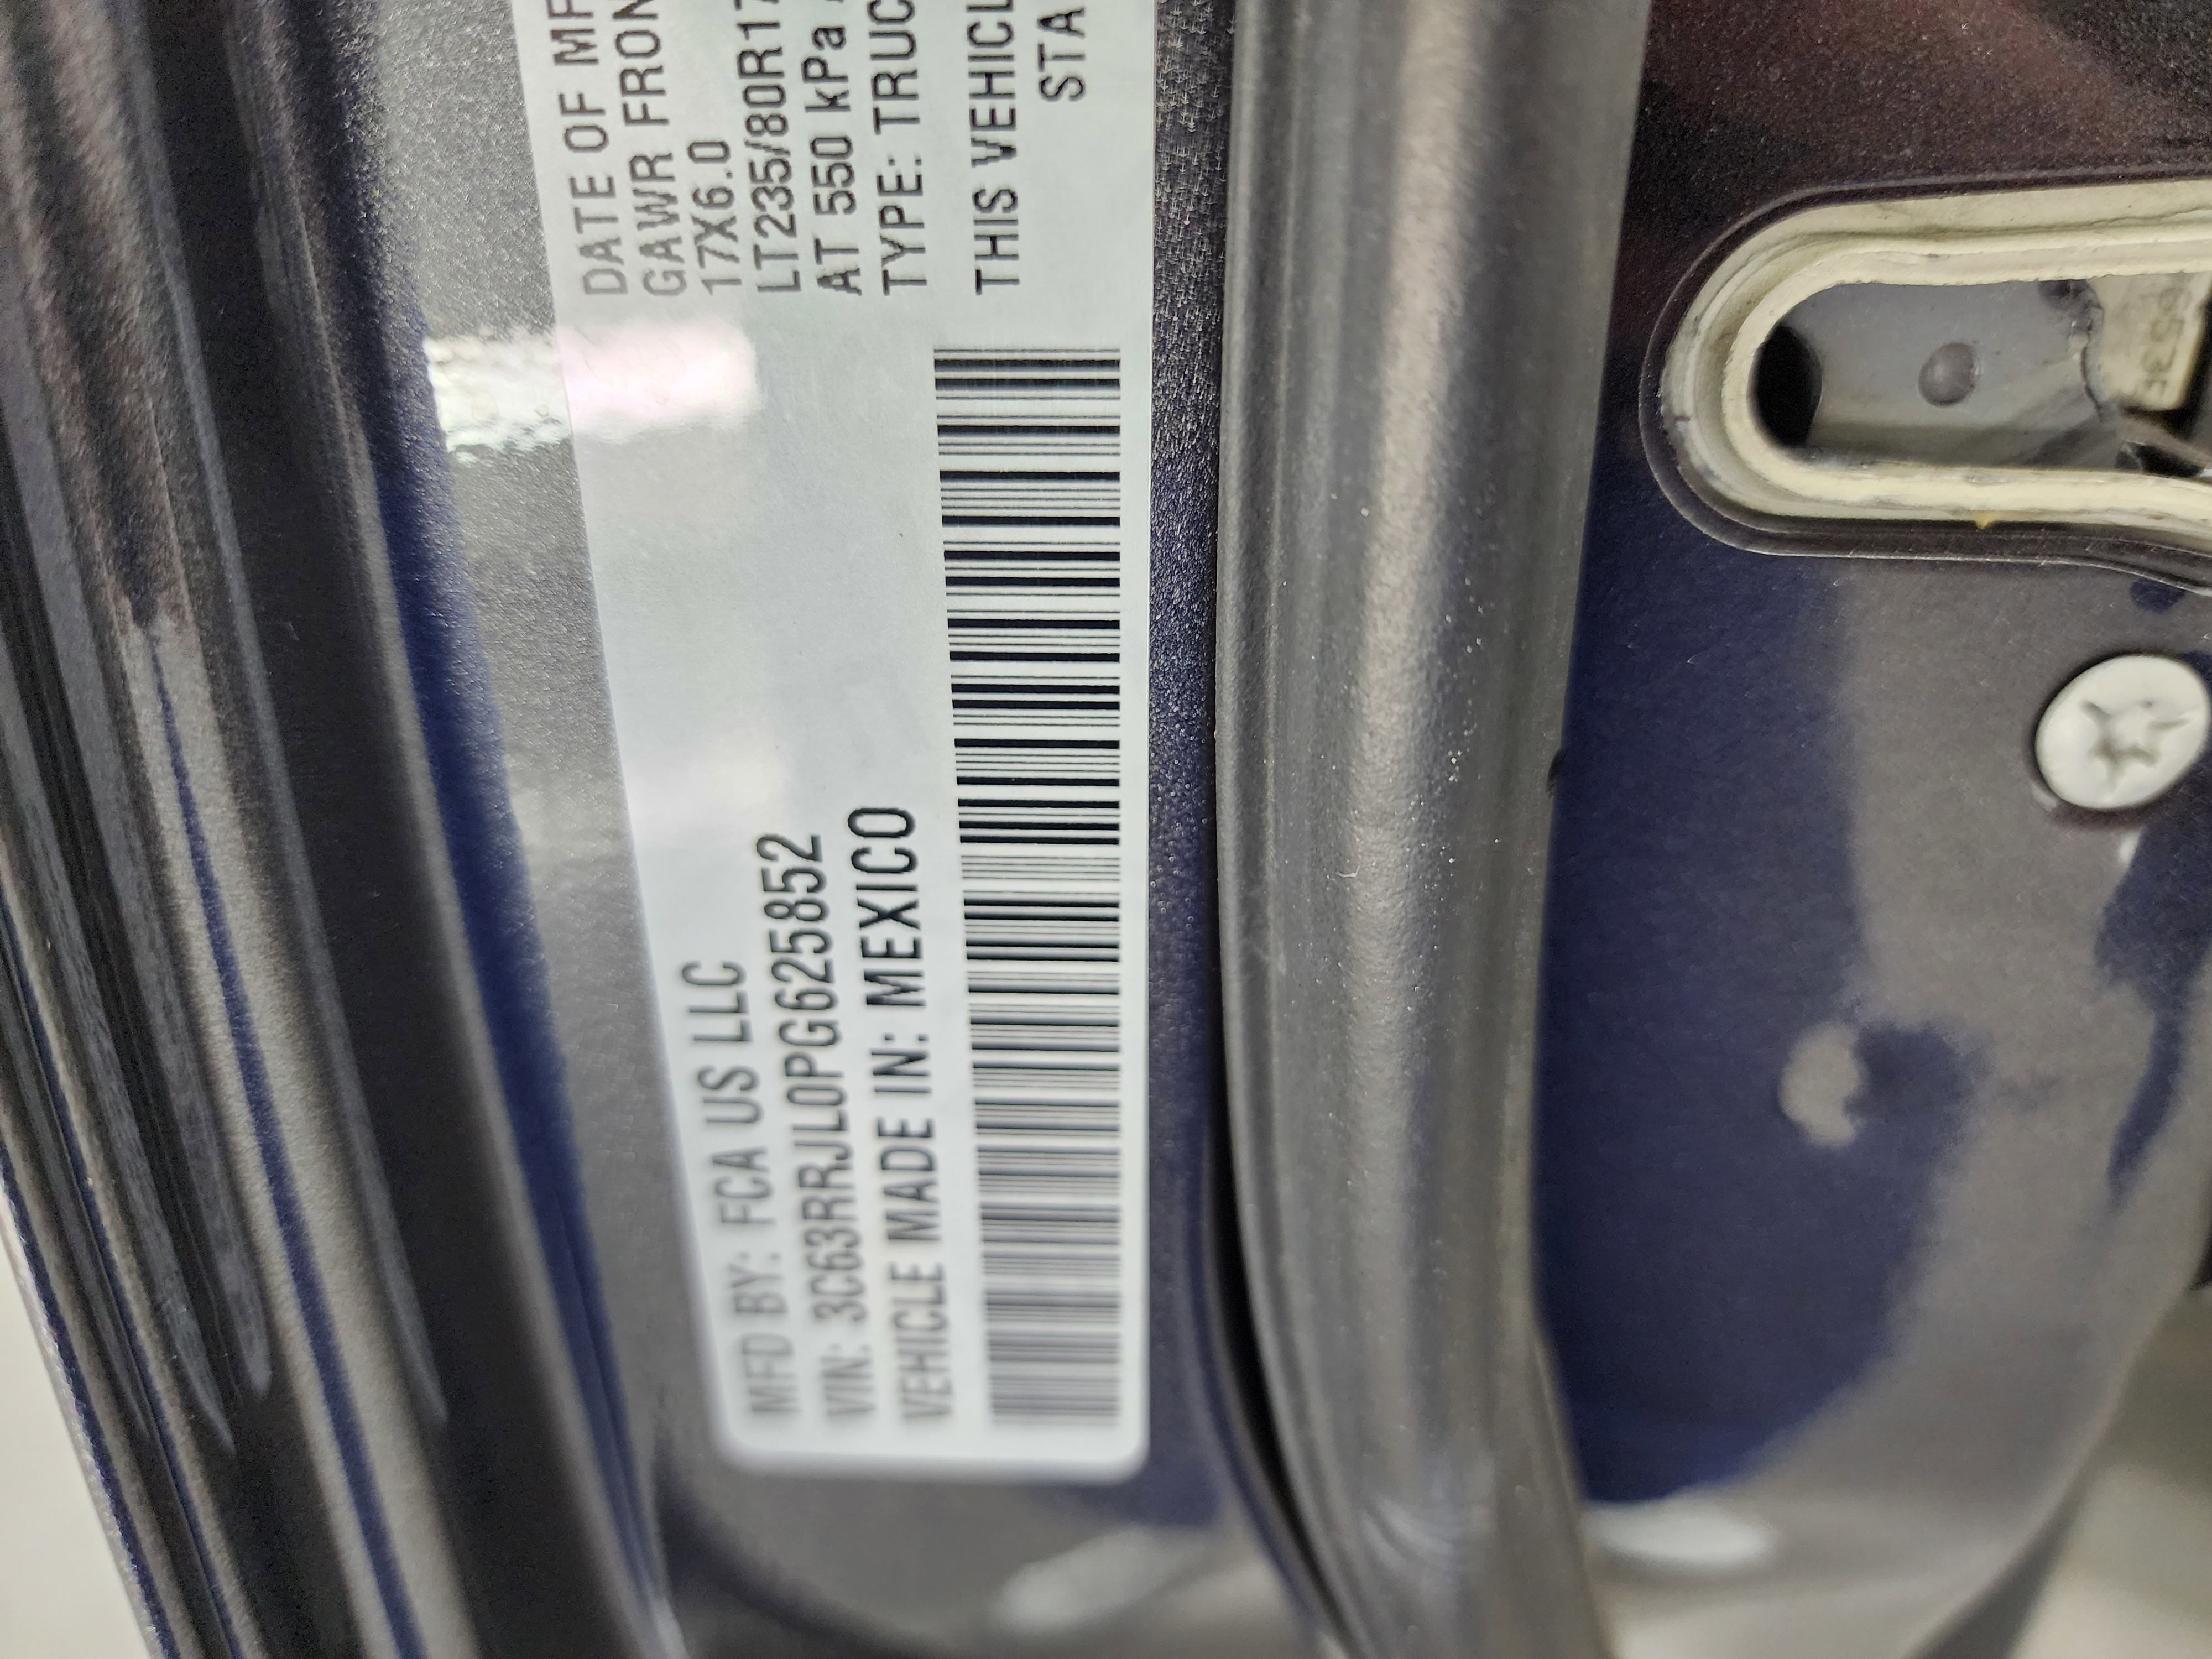 MFD BY: FCA US LLC
VIN: 3C63RRJL0PG625852
VEHICLE MADE IN: MEXICO
DATE OF MF
GAWR FRON
17X6.0
LT235/80R17
AT 550 kPa
TYPE: TRUC
THIS VEHICL
STA